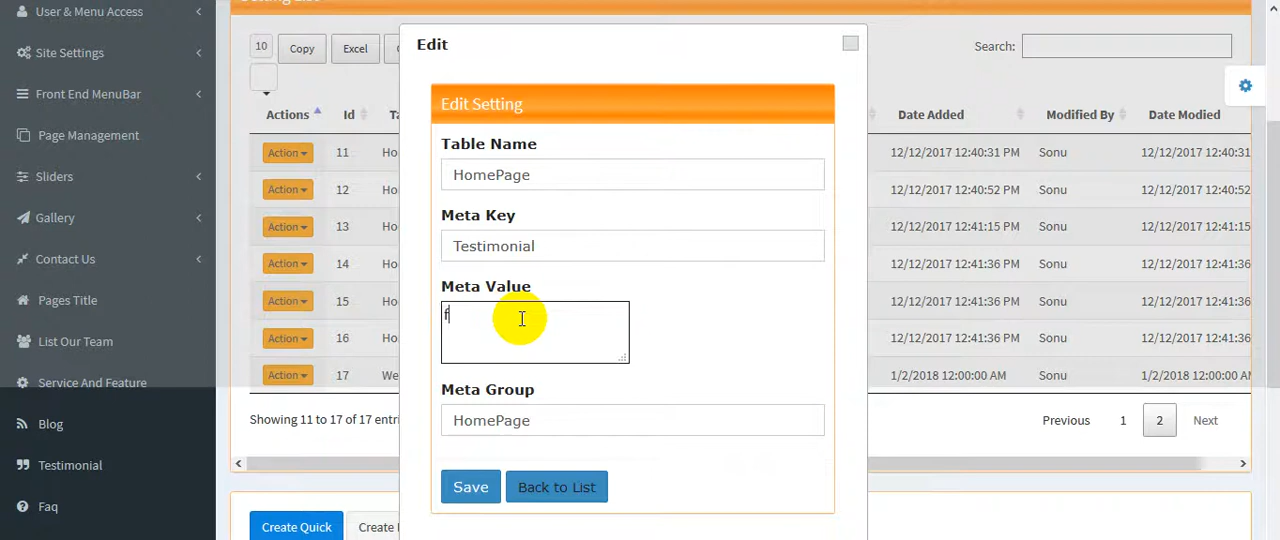 User & Menu Access
Site Settings
Front End MenuBar
Page Management
Sliders
Gallery
Contact Us
Pages Title
List Our Team
Service And Feature
Blog
Testimonial
Faq
10 Copy Excel
Search:
Actions Id Date Added Modified By Date Modied
Action 11 Ho 12/12/2017 12:40:31 PM Sonu 12/12/2017 12:40:31
Action 12 Ho 12/12/2017 12:40:52 PM Sonu 12/12/2017 12:40:52
Action 13 Ho 12/12/2017 12:41:15 PM Sonu 12/12/2017 12:41:15
Action 14 Ho 12/12/2017 12:41:36 PM Sonu 12/12/2017 12:41:36
Action 15 Ho 12/12/2017 12:41:36 PM Sonu 12/12/2017 12:41:36
Action 16 Ho 12/12/2017 12:41:36 PM Sonu 12/12/2017 12:41:36
Action 17 We 1/2/2018 12:00:00 AM Sonu 1/2/2018 12:00:00 AM
Showing 11 to 17 of 17 entri
Previous 1 2 Next
Create Quick Create
Edit
Edit Setting
Table Name
HomePage
Meta Key
Testimonial
Meta Value
f
Meta Group
HomePage
Save Back to List